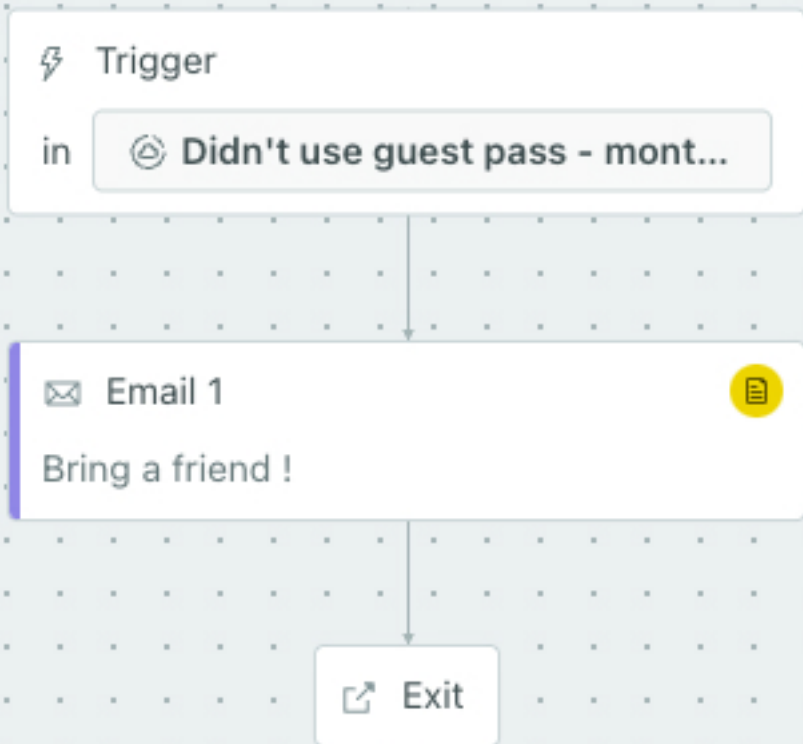 Trigger
in Didn't use guest pass - mont...
Email 1
Bring a friend !
Exit